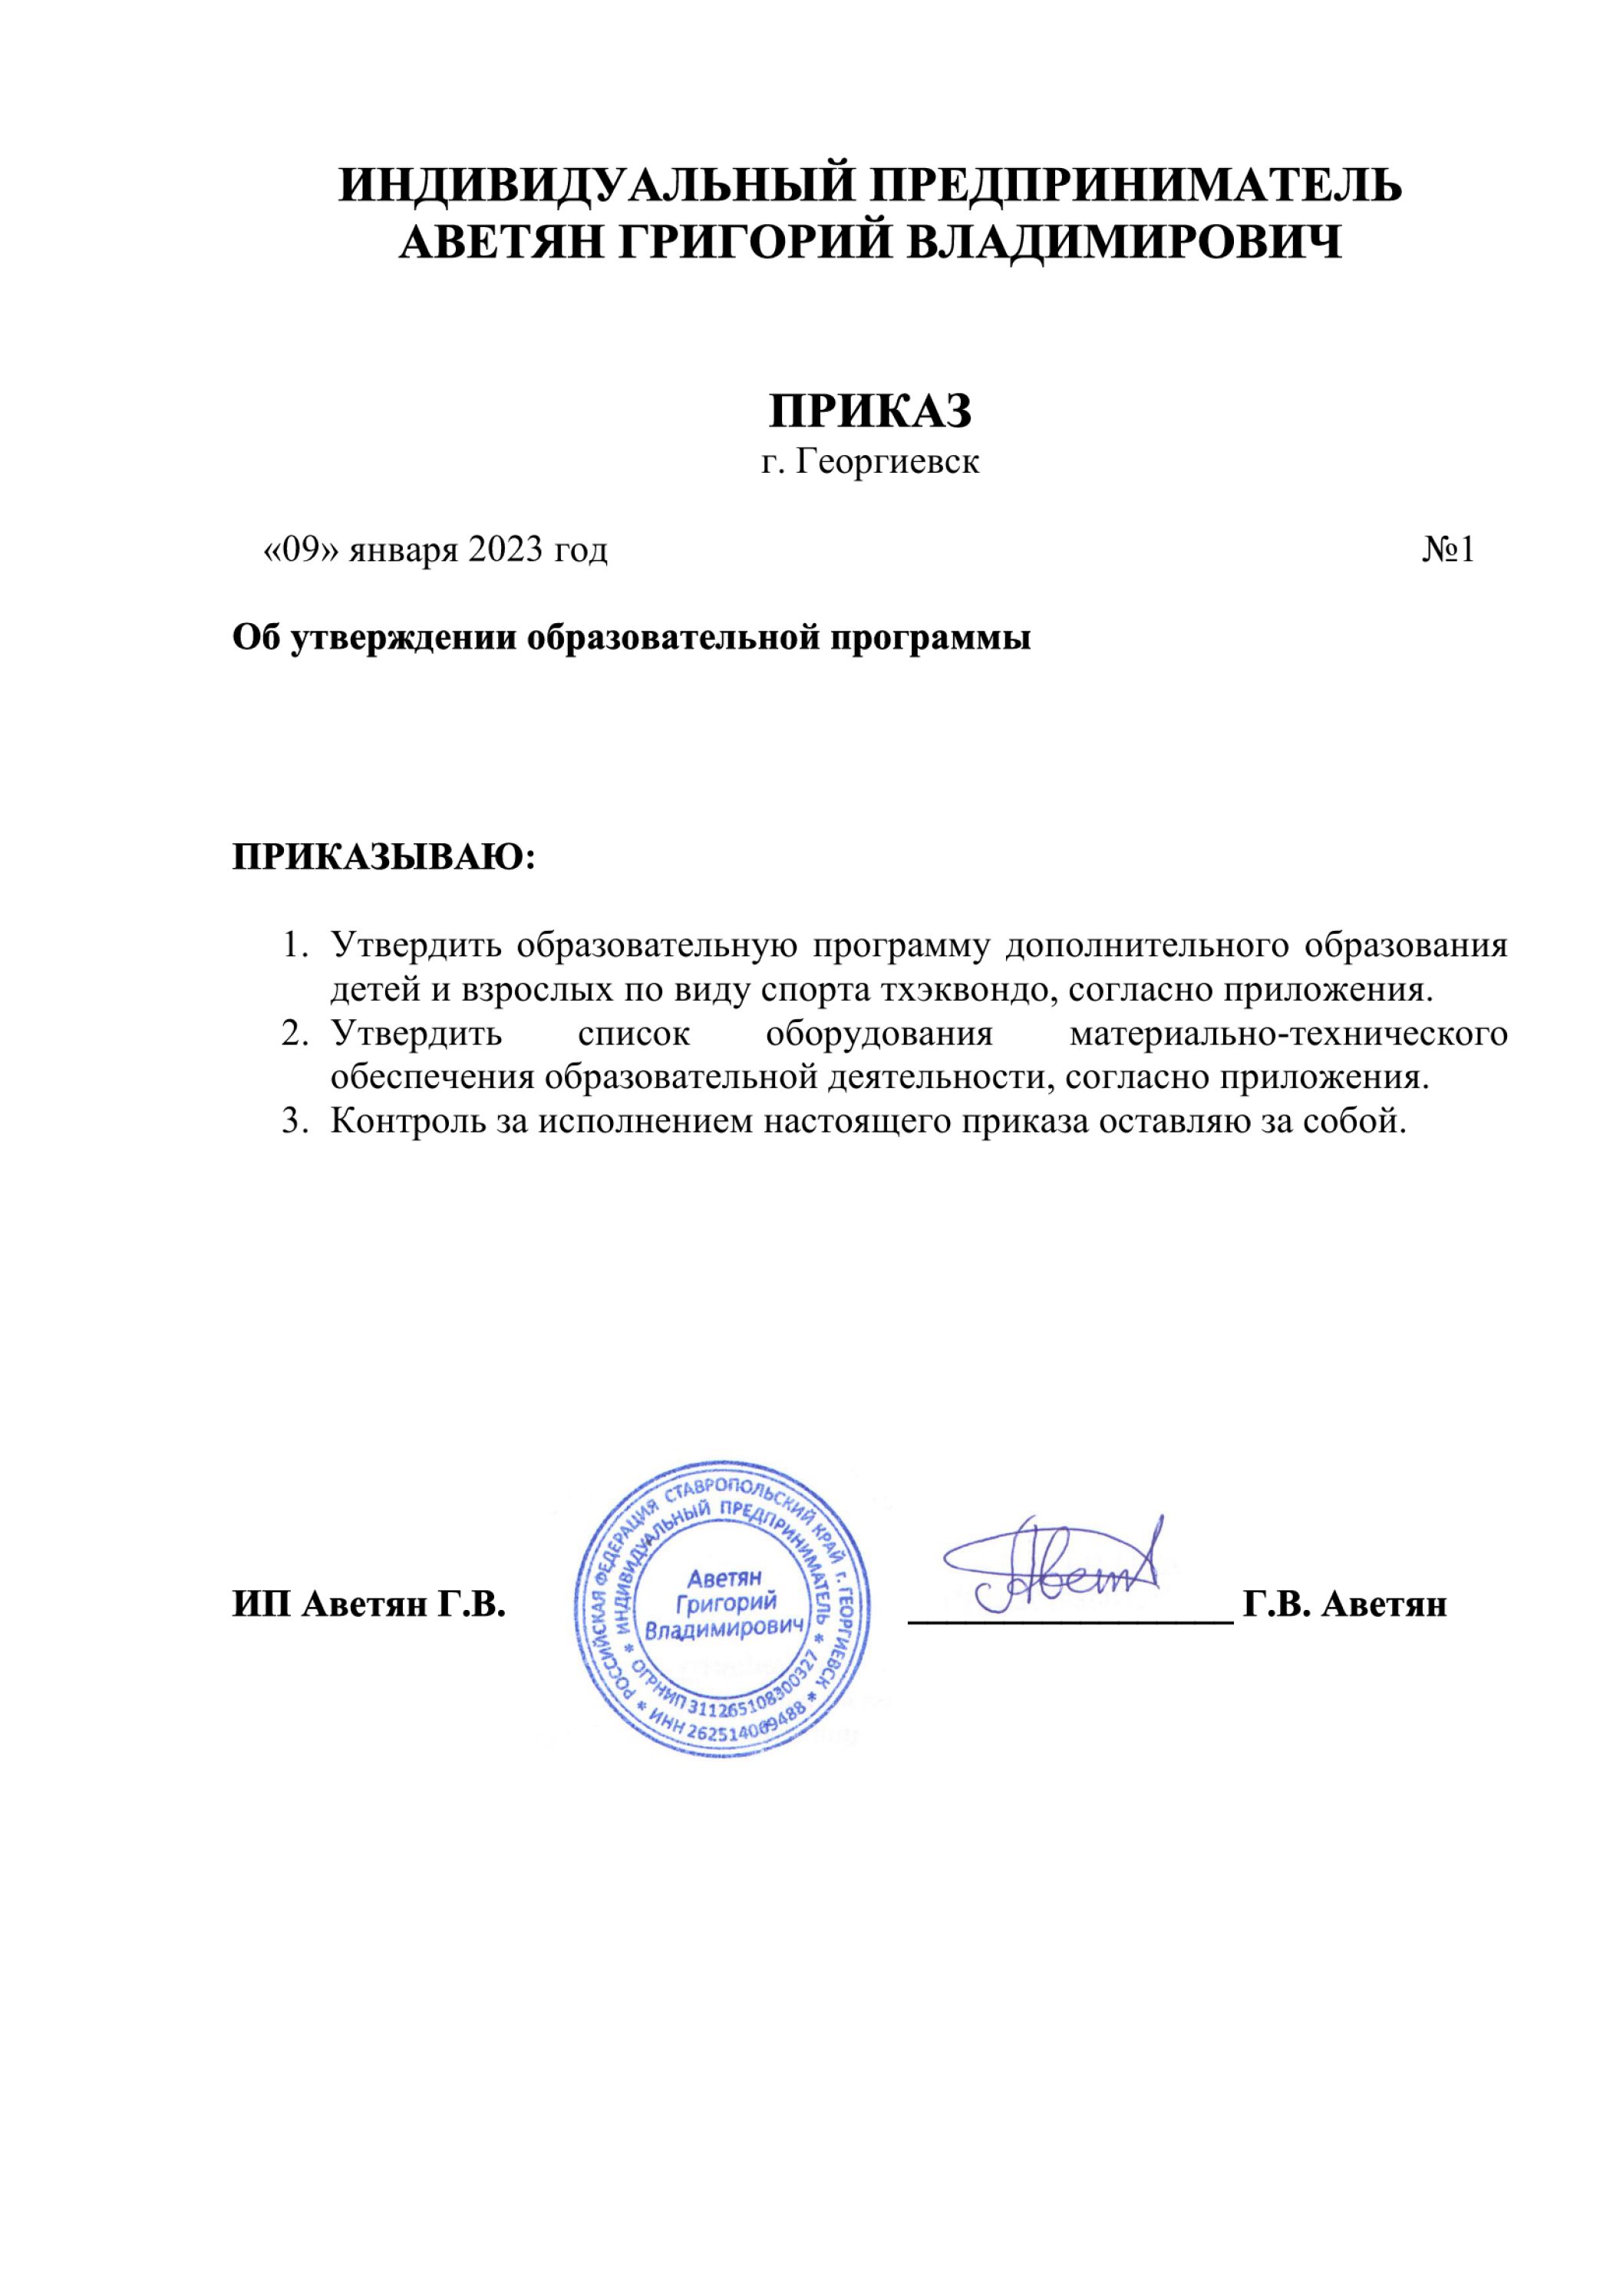 ИНДИВИДУАЛЬНЫЙ ПРЕДПРИНИМАТЕЛЬ
АВЕТЯН ГРИГОРИЙ ВЛАДИМИРОВИЧ
ПРИКАЗ
г. Георгиевск
«09» января 2023 год №1
Об утверждении образовательной программы
ПРИКАЗЫВАЮ:
1. Утвердить образовательную программу дополнительного образования
детей и взрослых по виду спорта тхэквондо, согласно приложения.
2. Утвердить список оборудования материально-технического
обеспечения образовательной деятельности, согласно приложения.
3. Контроль за исполнением настоящего приказа оставляю за собой.
ИП Аветян Г.В.
РОССИЙСКАЯ ФЕДЕРАЦИЯ СТАВРОПОЛЬСКИЙ КРАЙ г. ГЕОРГИЕВСК
* ИНН 262514069488 *
ИНДИВИДУАЛЬНЫЙ ПРЕДПРИНИМАТЕЛЬ
* ОГРНИП 311265108300327 *
Аветян
Григорий
Владимирович
Авет
Г.В. Аветян